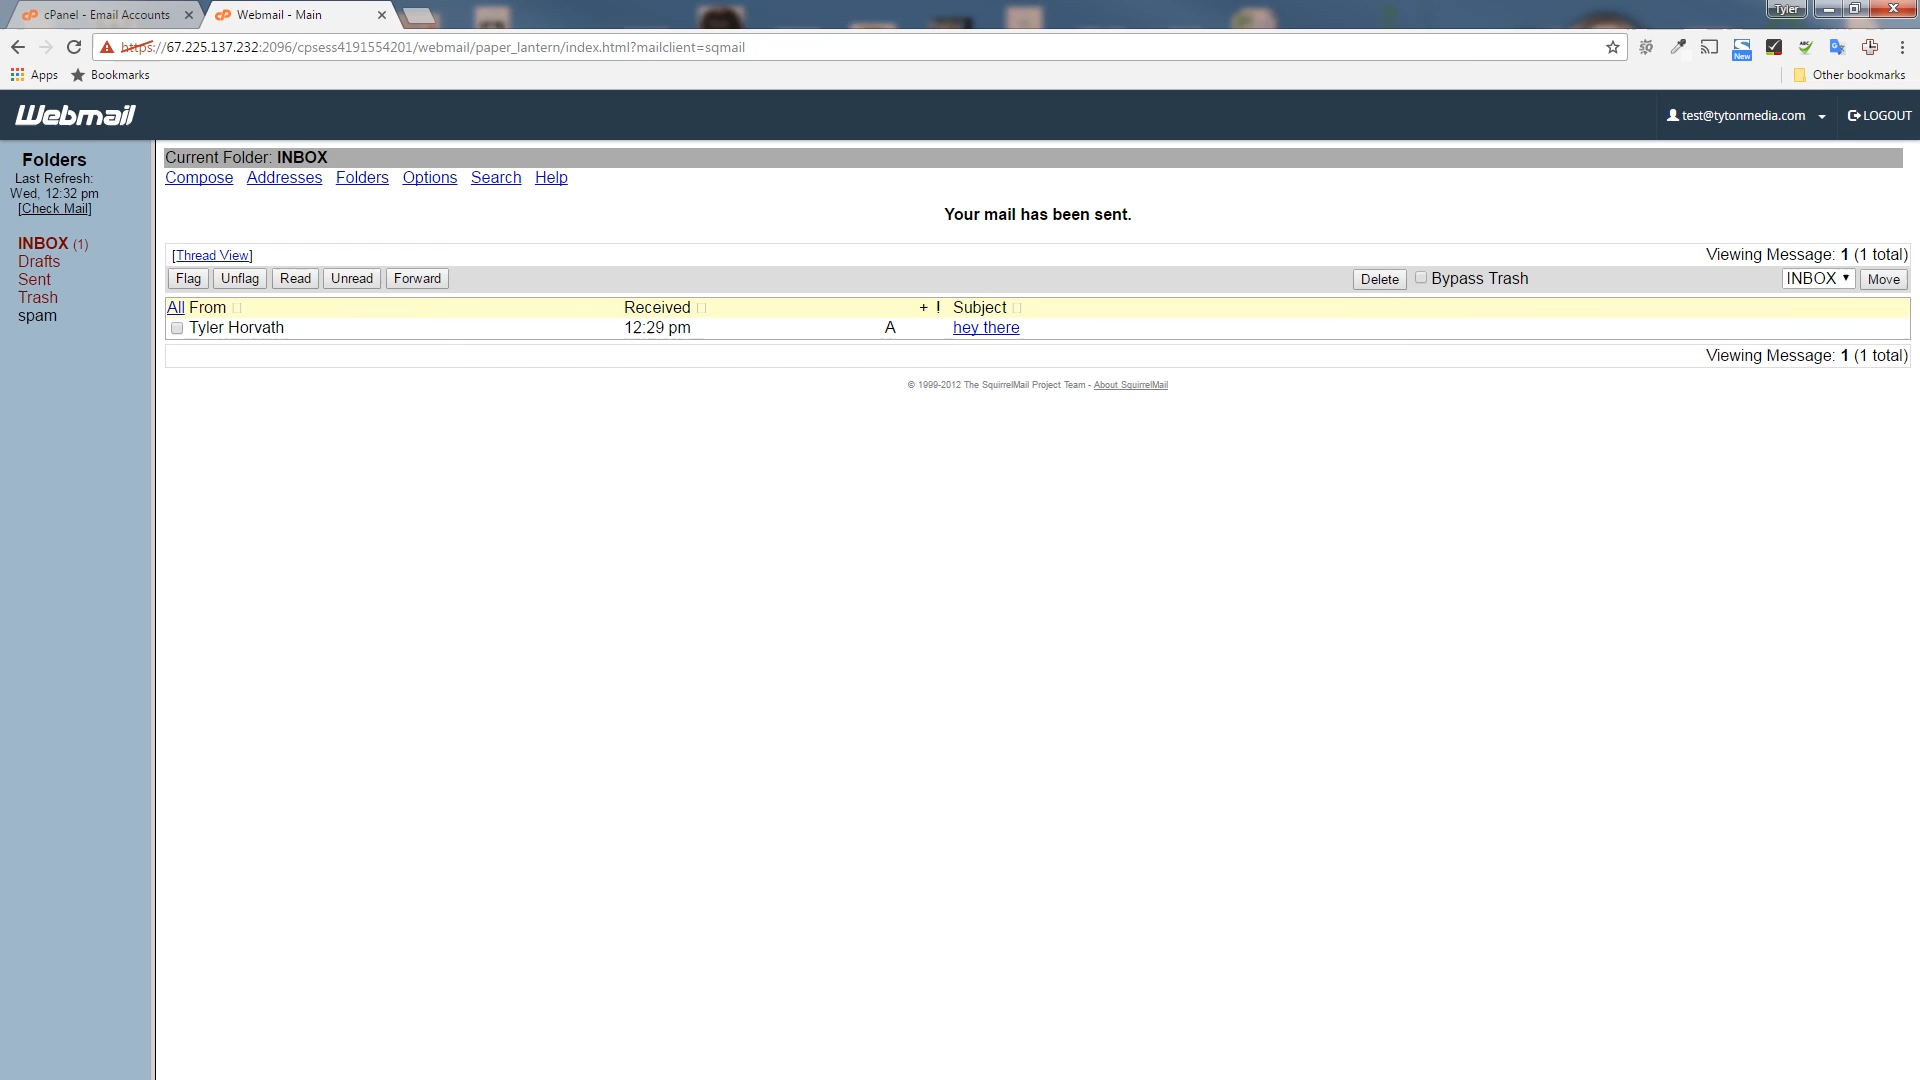 cPanel - Email Accounts
Webmail - Main
Tyler
https://67.225.137.232:2096/cpsess4191554201/webmail/paper_lantern/index.html?mailclient=sqmail
New
Apps Bookmarks
Other bookmarks
Webmail
test@tytonmedia.com
LOGOUT
Folders
Last Refresh:
Wed, 12:32 pm
[Check Mail]
INBOX (1)
Drafts
Sent
Trash
spam
Current Folder: INBOX
Compose Addresses Folders Options Search Help
Your mail has been sent.
[Thread View]
Viewing Message: 1 (1 total)
Flag Unflag Read Unread Forward
Delete Bypass Trash
INBOX Move
All From Received + ! Subject
Tyler Horvath 12:29 pm A hey there
Viewing Message: 1 (1 total)
© 1999-2012 The SquirrelMail Project Team - About SquirrelMail